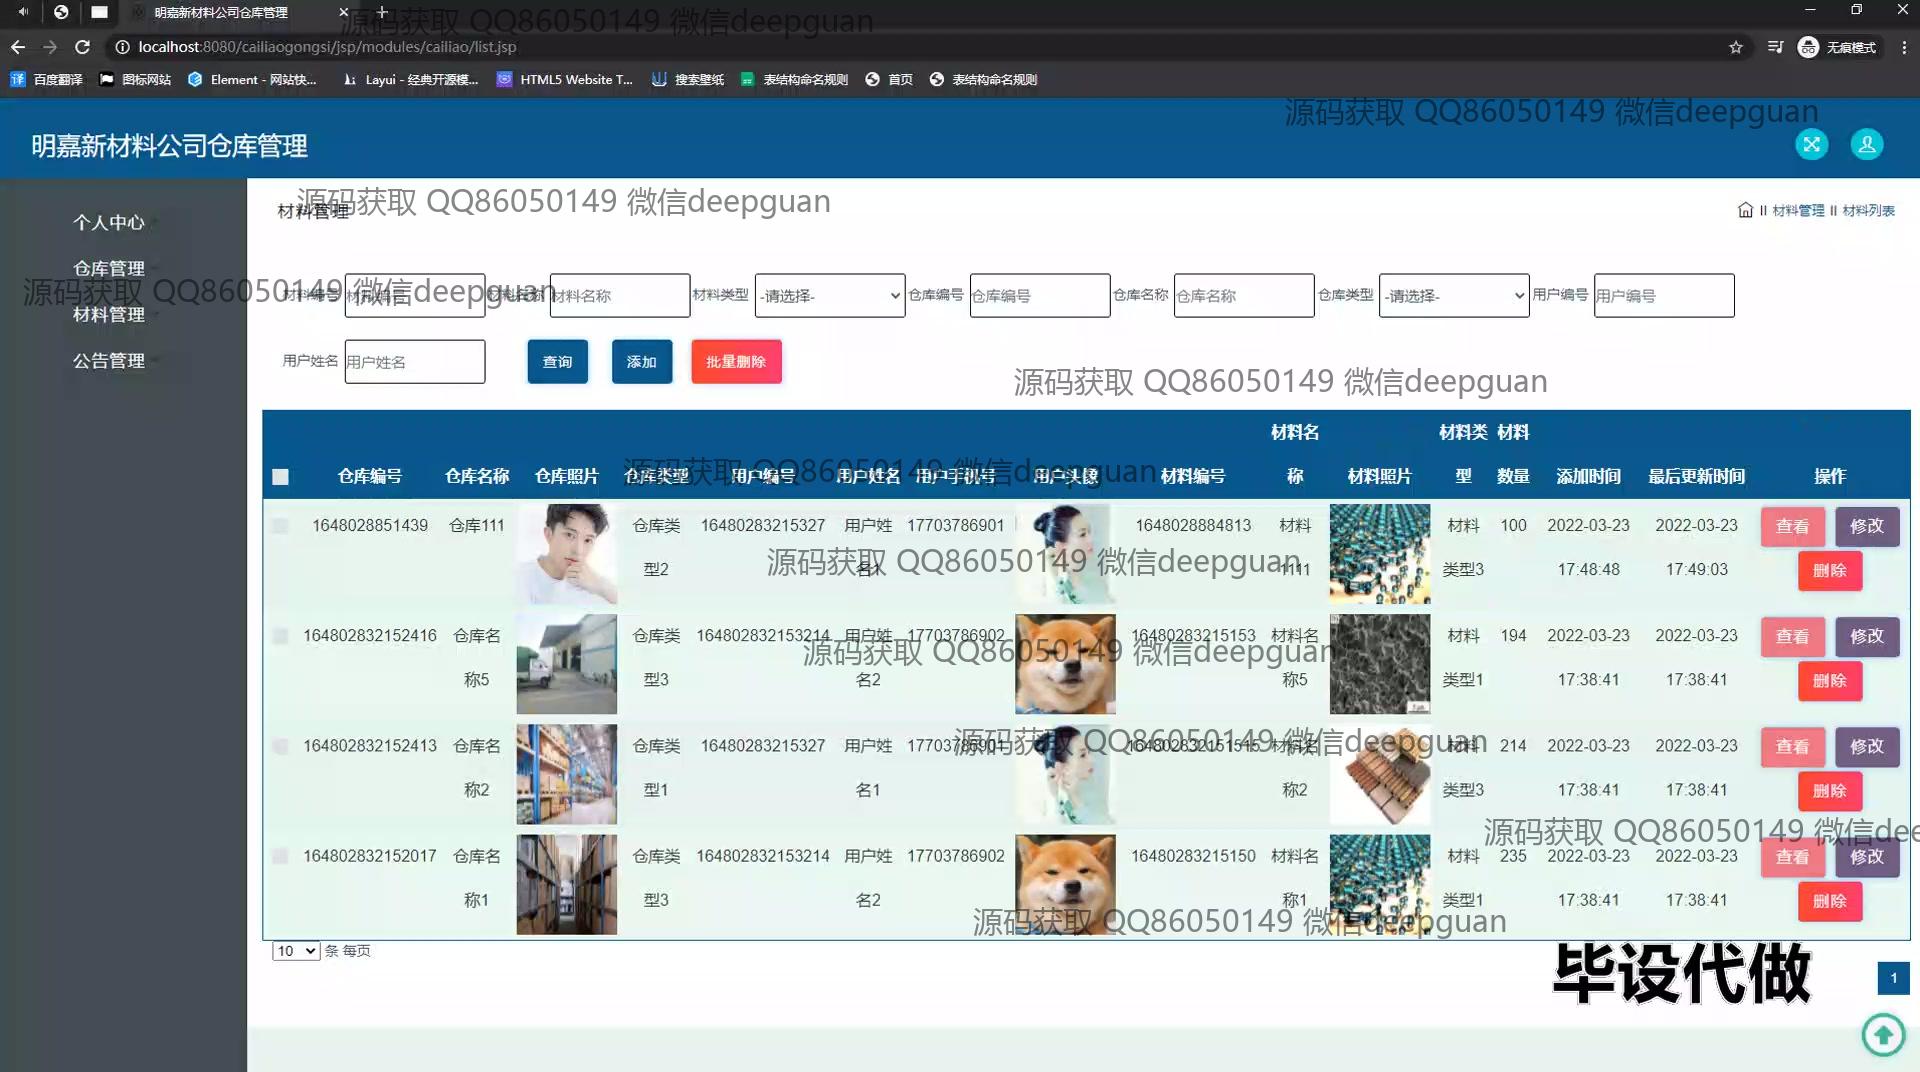 明嘉新材料公司仓库管理
localhost:8080/cailiaogongsi/jsp/modules/cailiao/list.jsp
无痕模式
百度翻译 图标网站 Element - 网站快... Layui - 经典开源模... HTML5 Website T... 搜索壁纸 表结构命名规则 首页 表结构命名规则
源码获取 QQ86050149 微信deepguan
源码获取 QQ86050149 微信deepguan
明嘉新材料公司仓库管理
个人中心
仓库管理
材料管理
公告管理
源码获取 QQ86050149 微信deepguan
材料管理
材料管理 材料列表
源码获取 QQ86050149 微信deepguan
材料编号 材料编号 材料名称 材料名称 材料类型 -请选择- 仓库编号 仓库编号 仓库名称 仓库名称 仓库类型 -请选择- 用户编号 用户编号
用户姓名 用户姓名 查询 添加 批量删除
源码获取 QQ86050149 微信deepguan
仓库编号 仓库名称 仓库照片 仓库类型 用户编号 用户姓名 用户手机号 用户头像 材料编号 材料名称 材料照片 材料类型 材料数量 添加时间 最后更新时间 操作
源码获取 QQ86050149 微信deepguan
1648028851439 仓库111 仓库类型2 16480283215327 用户姓名1 17703786901 1648028884813 材料1111 材料类型3 100 2022-03-23 17:48:48 2022-03-23 17:49:03 查看 修改 删除
源码获取 QQ86050149 微信deepguan
164802832152416 仓库名称5 仓库类型3 164802832153214 用户姓名2 17703786902 16480283215153 材料名称5 材料类型1 194 2022-03-23 17:38:41 2022-03-23 17:38:41 查看 修改 删除
源码获取 QQ86050149 微信deepguan
164802832152413 仓库名称2 仓库类型1 16480283215327 用户姓名1 17703786901 164802832151515 材料名称2 材料类型3 214 2022-03-23 17:38:41 2022-03-23 17:38:41 查看 修改 删除
源码获取 QQ86050149 微信deepguan
164802832152017 仓库名称1 仓库类型3 164802832153214 用户姓名2 17703786902 16480283215150 材料名称1 材料类型1 235 2022-03-23 17:38:41 2022-03-23 17:38:41 查看 修改 删除
源码获取 QQ86050149 微信dee
源码获取 QQ86050149 微信deepguan
10 条 每页
毕设代做
1